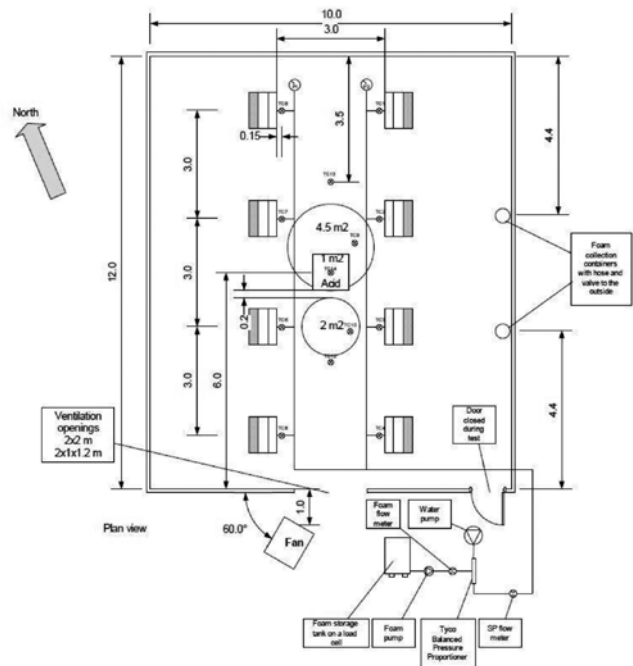 10.0
3.0
North
12.0
3.0
3.0
3.0
0.15
3.5
4.4
TC7
TC2
4.5 m2
1 m2
Acid
0.2
2 m2
6.0
4.4
Foam
collection
containers
with hose and
valve to the
outside
Ventilation
openings
2x2 m
2x1x1.2 m
Door
closed
during
test
1.0
60.0°
Fan
Plan view
Foam
flow
meter
Water
pump
Foam storage
tank on a load
cell
Foam
pump
Tyco
Balanced
Pressure
Proportioner
SP flow
meter